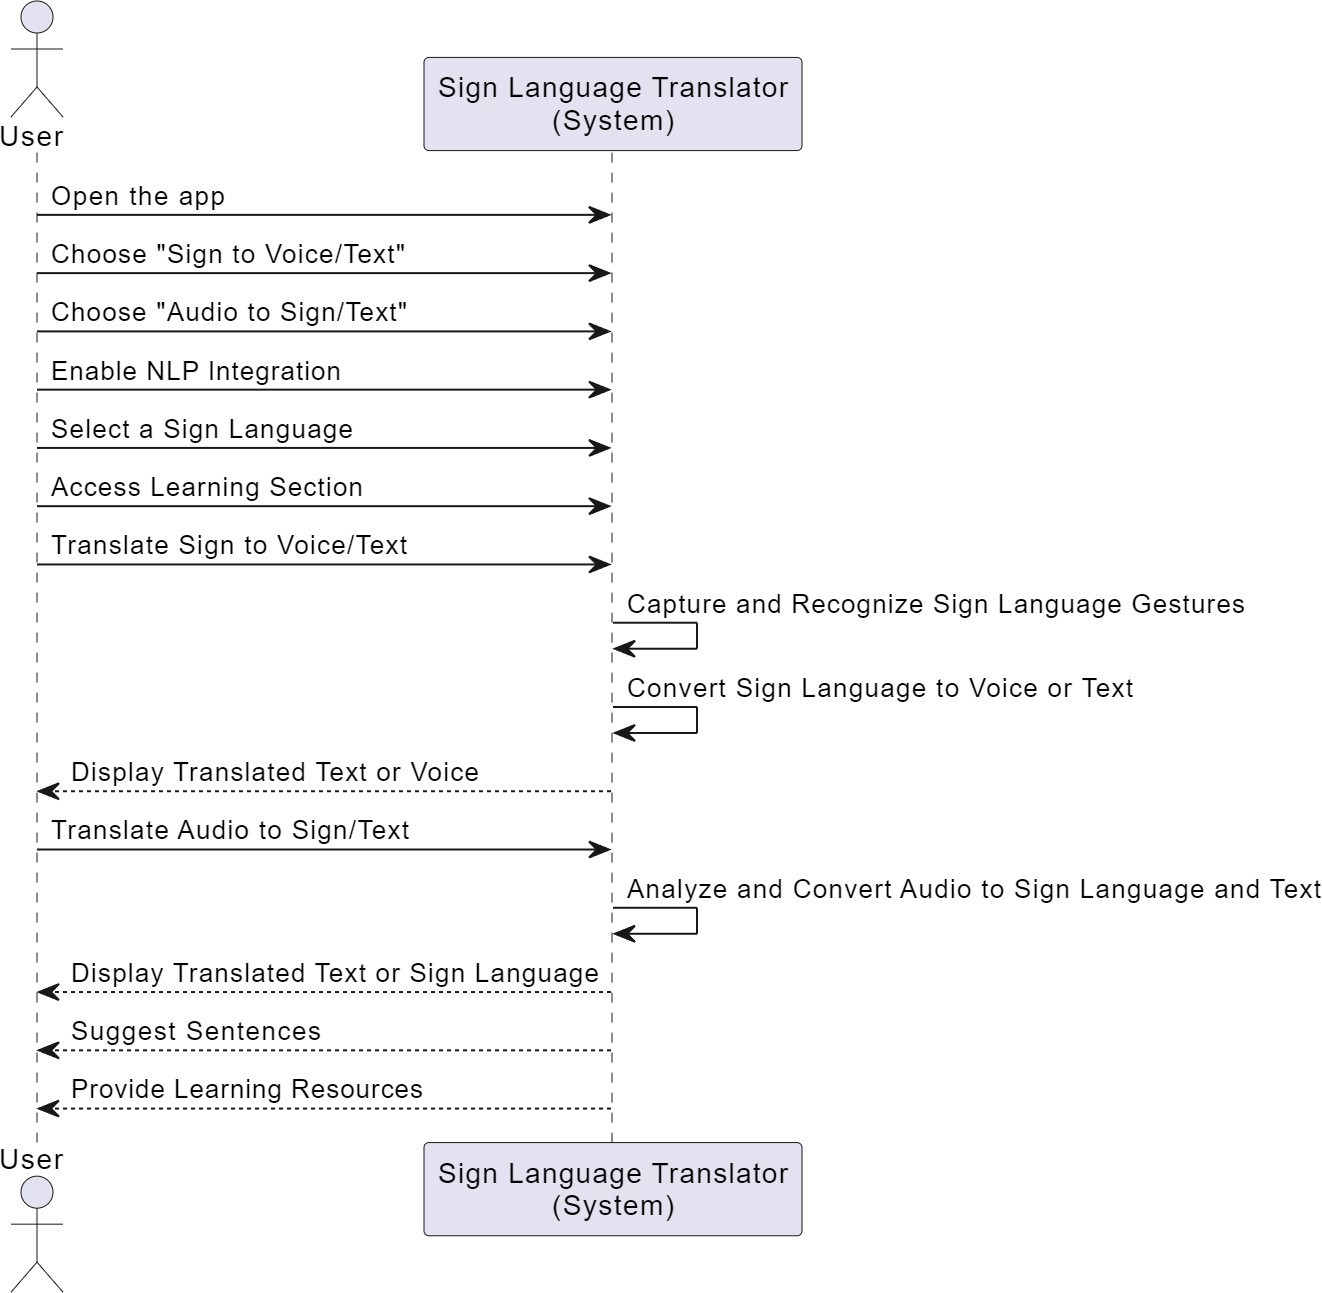 User
Sign Language Translator
(System)
Open the app
Choose "Sign to Voice/Text"
Choose "Audio to Sign/Text"
Enable NLP Integration
Select a Sign Language
Access Learning Section
Translate Sign to Voice/Text
Capture and Recognize Sign Language Gestures
Convert Sign Language to Voice or Text
Display Translated Text or Voice
Translate Audio to Sign/Text
Analyze and Convert Audio to Sign Language and Text
Display Translated Text or Sign Language
Suggest Sentences
Provide Learning Resources
User
Sign Language Translator
(System)